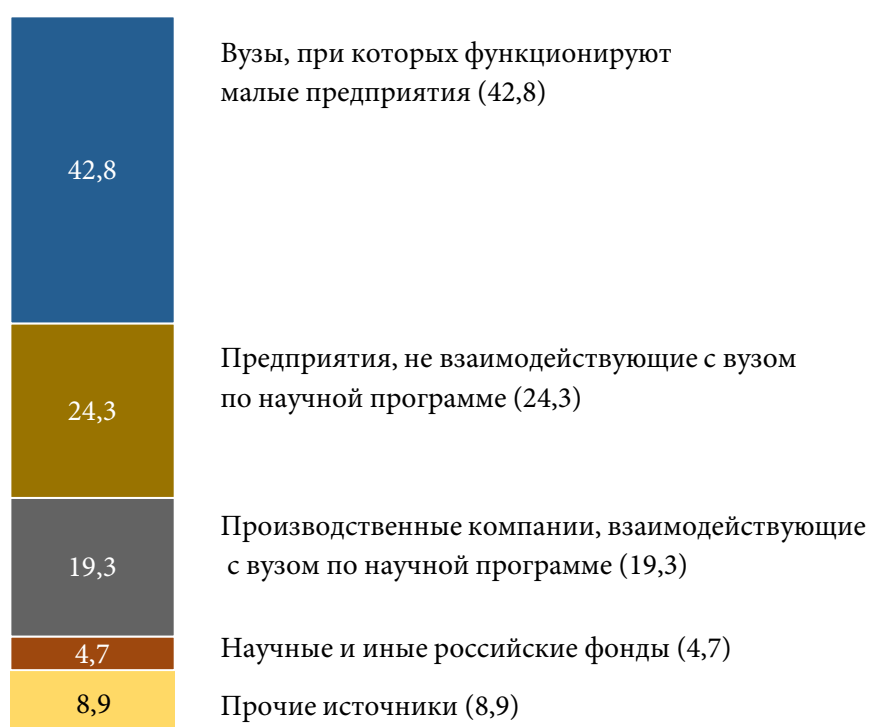 42,8
Вузы, при которых функционируют
малые предприятия (42,8)
24,3
Предприятия, не взаимодействующие с вузом
по научной программе (24,3)
19,3
Производственные компании, взаимодействующие
с вузом по научной программе (19,3)
4,7
Научные и иные российские фонды (4,7)
8,9
Прочие источники (8,9)